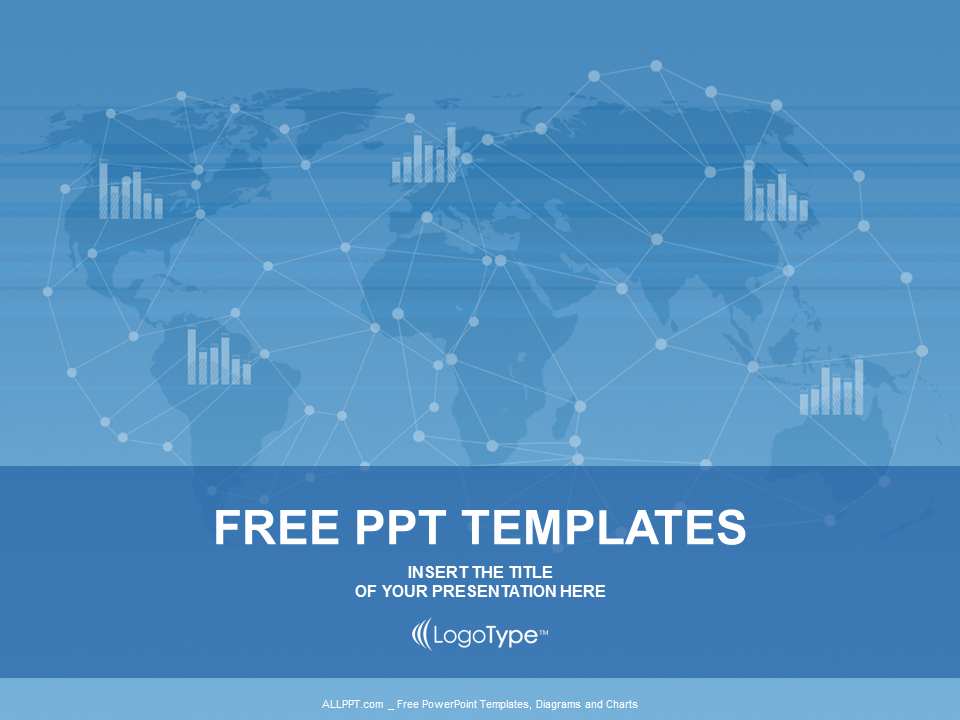 FREE PPT TEMPLATES
INSERT THE TITLE
OF YOUR PRESENTATION HERE
LogoType™
ALLPPT.com _ Free PowerPoint Templates, Diagrams and Charts